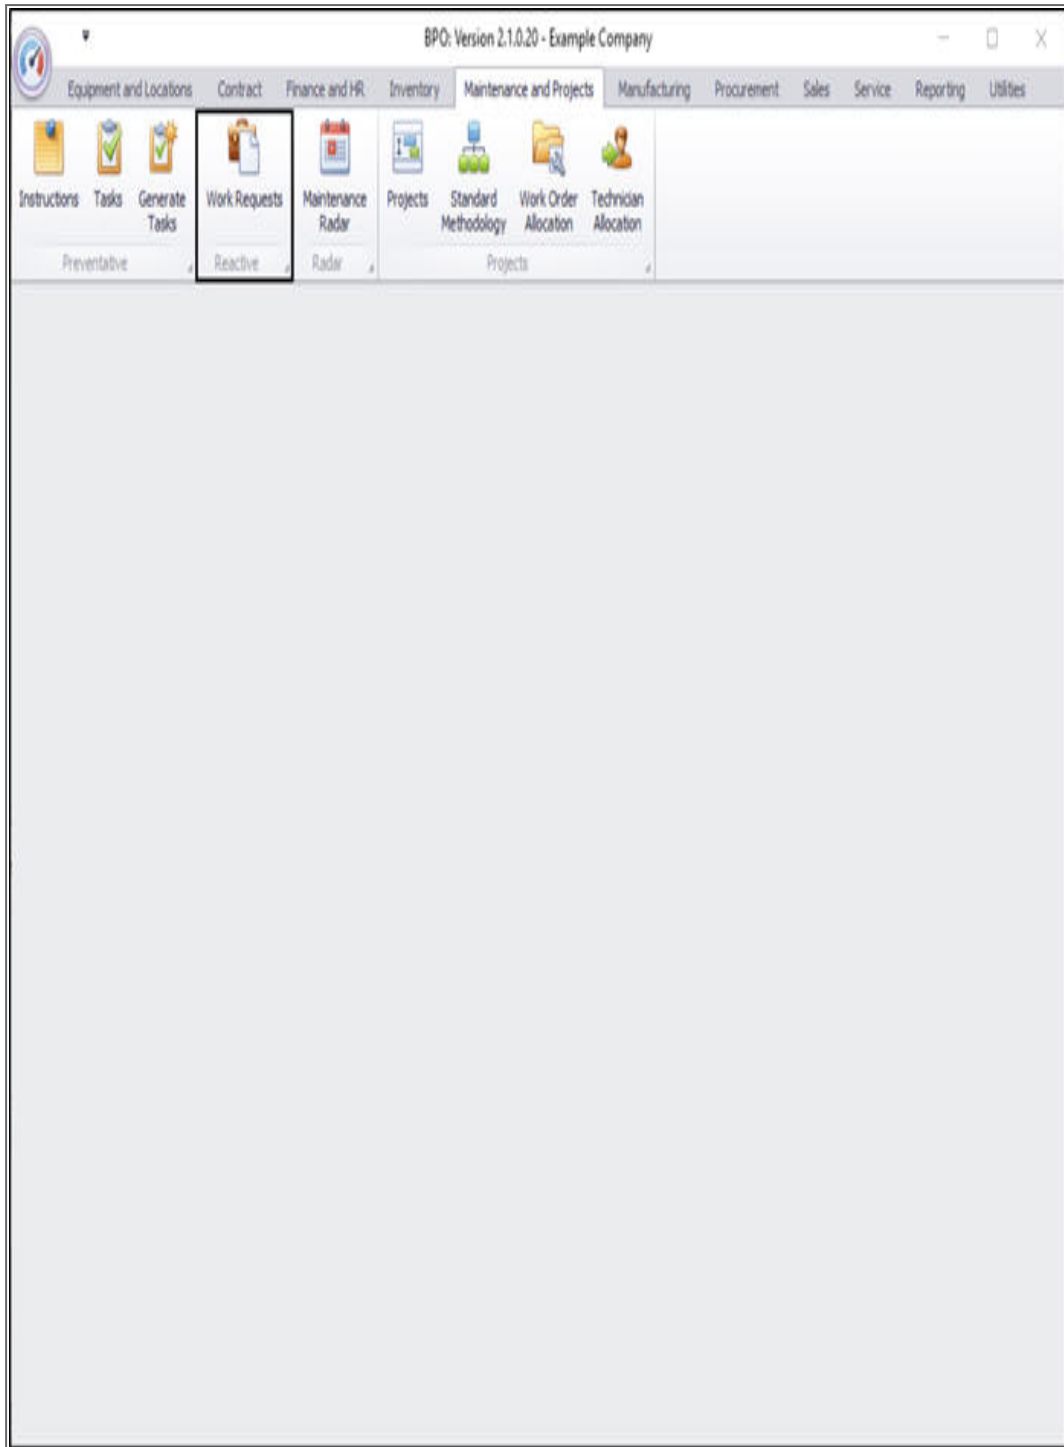 BPO: Version 2.1.0.20 - Example Company
Equipment and Locations Contract Finance and HR Inventory Maintenance and Projects Manufacturing Procurement Sales Service Reporting Utilities
Instructions Tasks Generate Work Requests Maintenance Projects Standard Work Order Technician
Tasks Radar Methodology Allocation Allocation
Preventative Reactive Radar Projects